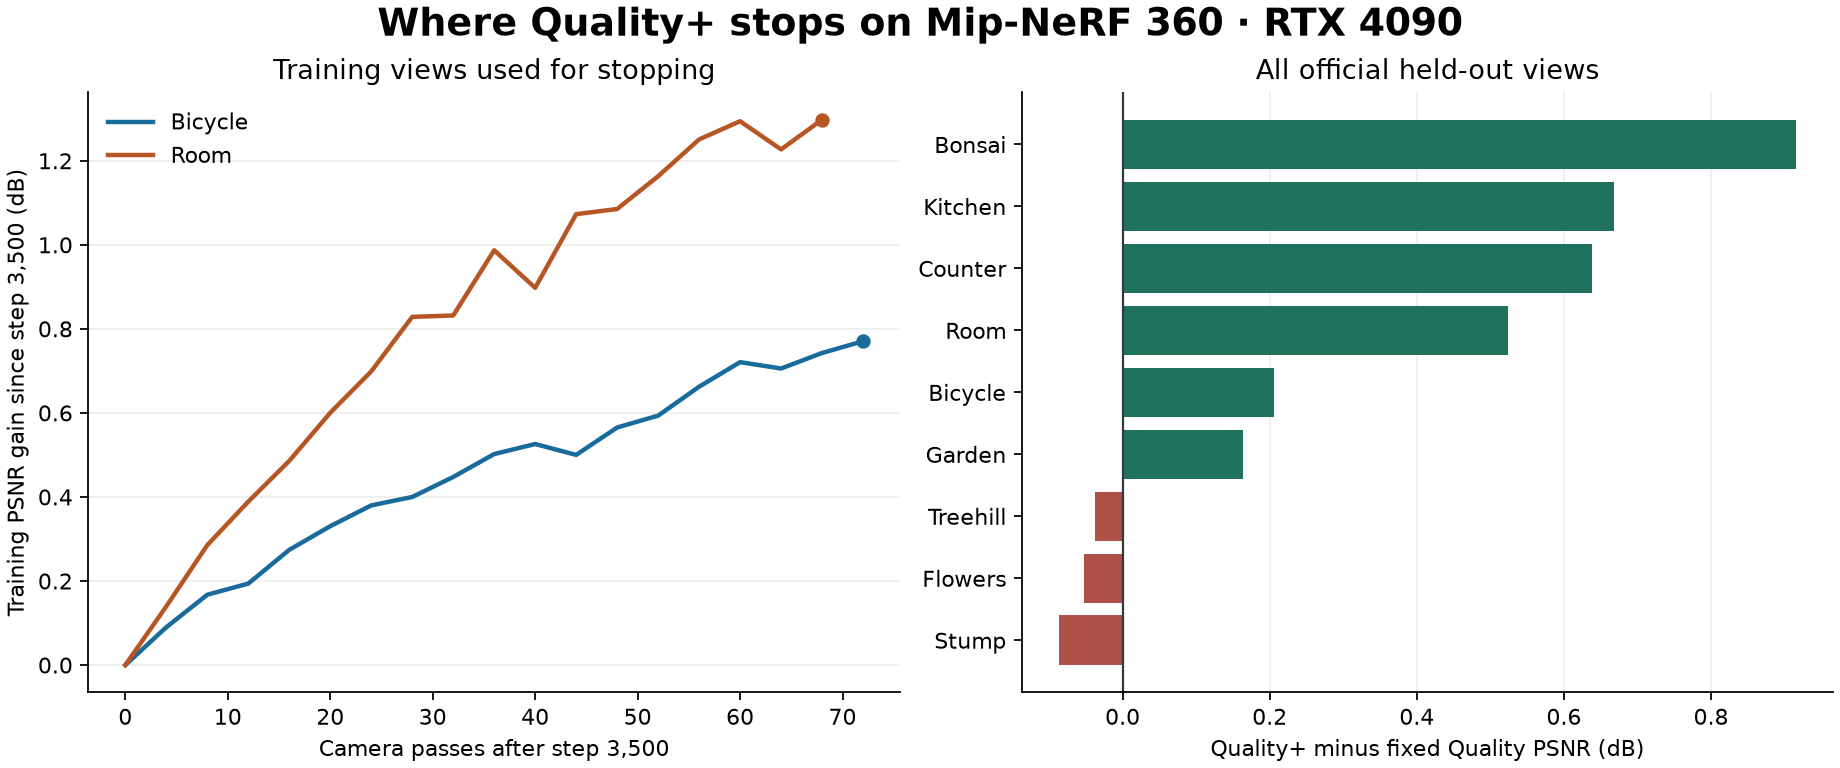 Where Quality+ stops on Mip-NeRF 360 · RTX 4090
Training views used for stopping
Bicycle
Room
Training PSNR gain since step 3,500 (dB)
1.2
1.0
0.8
0.6
0.4
0.2
0.0
0 10 20 30 40 50 60 70
Camera passes after step 3,500
All official held-out views
Bonsai
Kitchen
Counter
Room
Bicycle
Garden
Treehill
Flowers
Stump
0.0 0.2 0.4 0.6 0.8
Quality+ minus fixed Quality PSNR (dB)